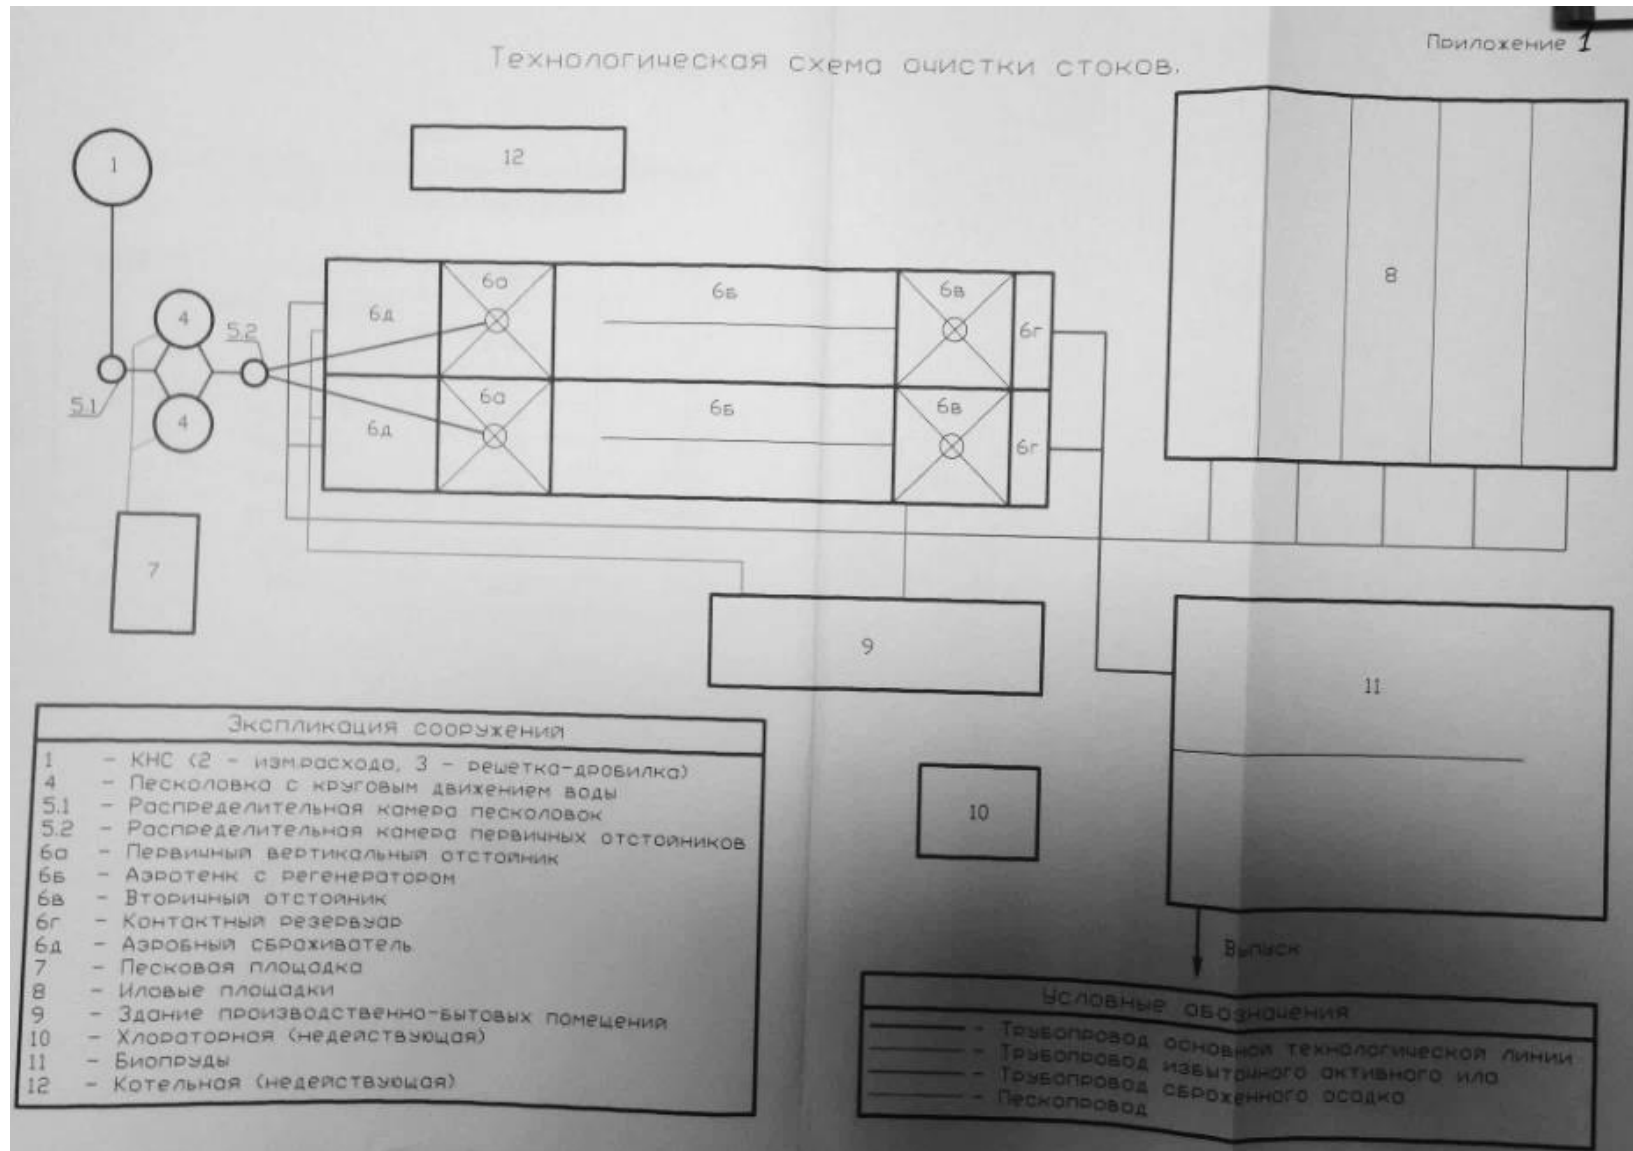 Приложение 1
Технологическая схема очистки стоков.
1
12
4
5.2
5.1
4
6д
6а
6б
6в
6г
6д
6а
6б
6в
6г
8
7
9
11
10
Выпуск
Экспликация сооружений
1 – КНС (2 – изм.расхода, 3 – решетка-дробилка)
4 – Песколовка с круговым движением воды
5.1 – Распределительная камера песколовок
5.2 – Распределительная камера первичных отстойников
6а – Первичный вертикальный отстойник
6б – Аэротенк с регенератором
6в – Вторичный отстойник
6г – Контактный резервуар
6д – Аэробный сбраживатель
7 – Песковая площадка
8 – Иловые площадки
9 – Здание производственно-бытовых помещений
10 – Хлораторная (недействующая)
11 – Биопруды
12 – Котельная (недействующая)
Условные обозначения
– Трубопровод основной технологической линии
– Трубопровод избыточного активного ила
– Трубопровод сброженного осадка
– Пескопровод